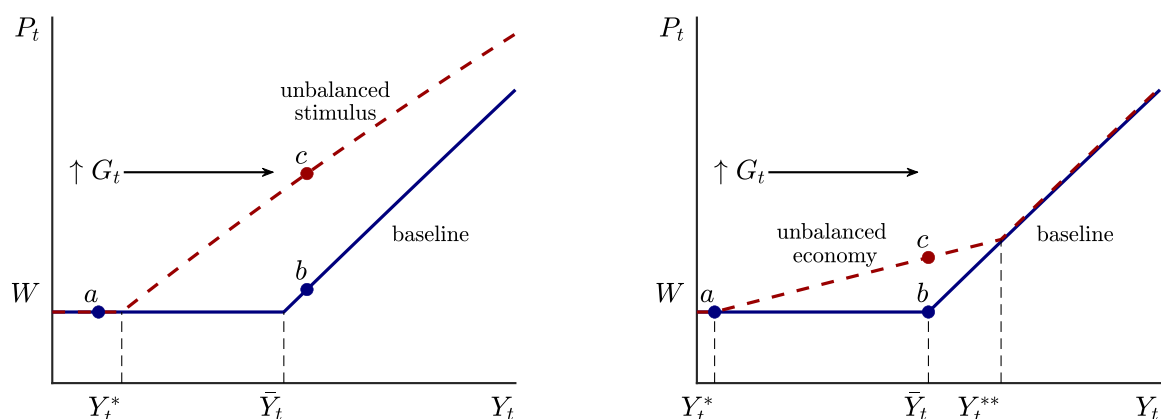 P_t
unbalanced
stimulus
c
↑ G_t
baseline
b
W
a
Y_t^*
Ȳ_t
Y_t
P_t
↑ G_t
unbalanced
economy
c
baseline
W
a
b
Y_t^*
Ȳ_t
Y_t^{**}
Y_t